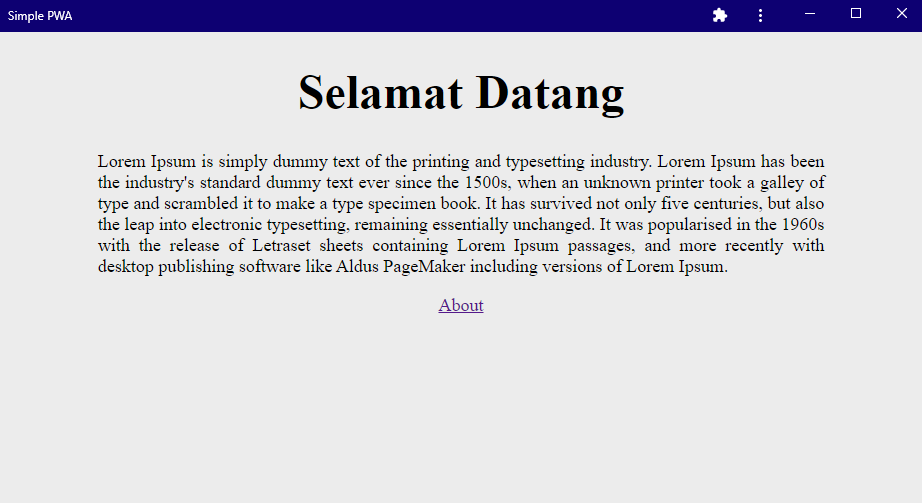 Simple PWA
Selamat Datang
Lorem Ipsum is simply dummy text of the printing and typesetting industry. Lorem Ipsum has been
the industry's standard dummy text ever since the 1500s, when an unknown printer took a galley of
type and scrambled it to make a type specimen book. It has survived not only five centuries, but also
the leap into electronic typesetting, remaining essentially unchanged. It was popularised in the 1960s
with the release of Letraset sheets containing Lorem Ipsum passages, and more recently with
desktop publishing software like Aldus PageMaker including versions of Lorem Ipsum.
About